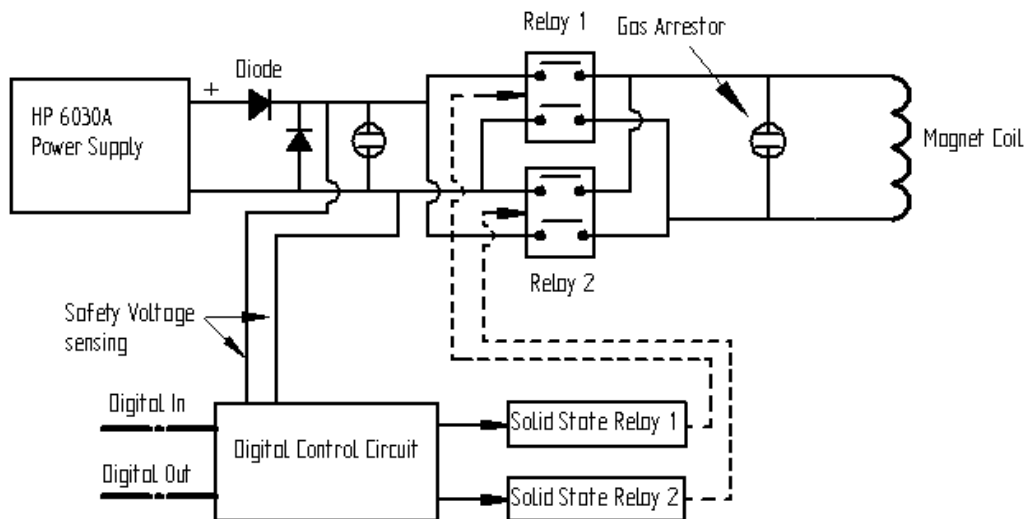 Relay 1
Gas Arrestor
Diode
+
HP 6030A
Power Supply
Magnet Coil
Relay 2
Safety Voltage
sensing
Digital In
Solid State Relay 1
Digital Control Circuit
Digital Out
Solid State Relay 2